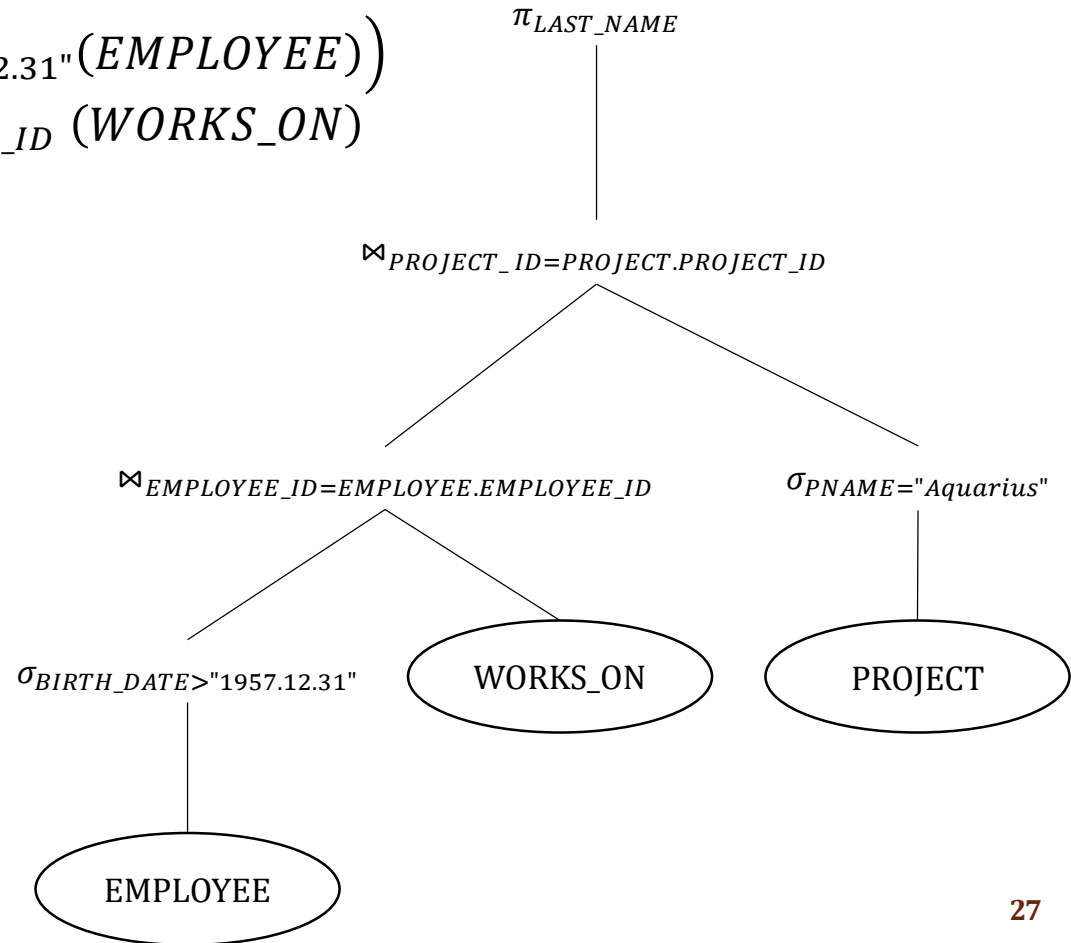 2.31"(EMPLOYEE))
_ID (WORKS_ON)
π_LAST_NAME
⋈_PROJECT_ID=PROJECT.PROJECT_ID
⋈_EMPLOYEE_ID=EMPLOYEE.EMPLOYEE_ID
σ_PNAME="Aquarius"
σ_BIRTH_DATE>"1957.12.31"
WORKS_ON
PROJECT
EMPLOYEE
27